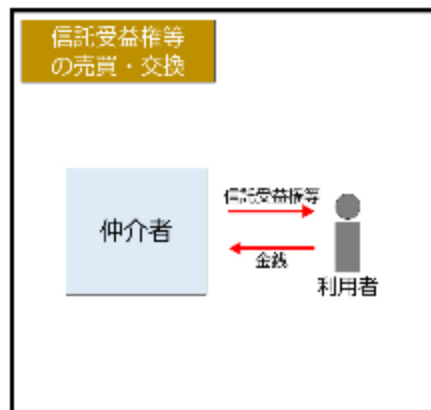 信託受益権等
の売買・交換
信託受益権等
仲介者
金銭
利用者